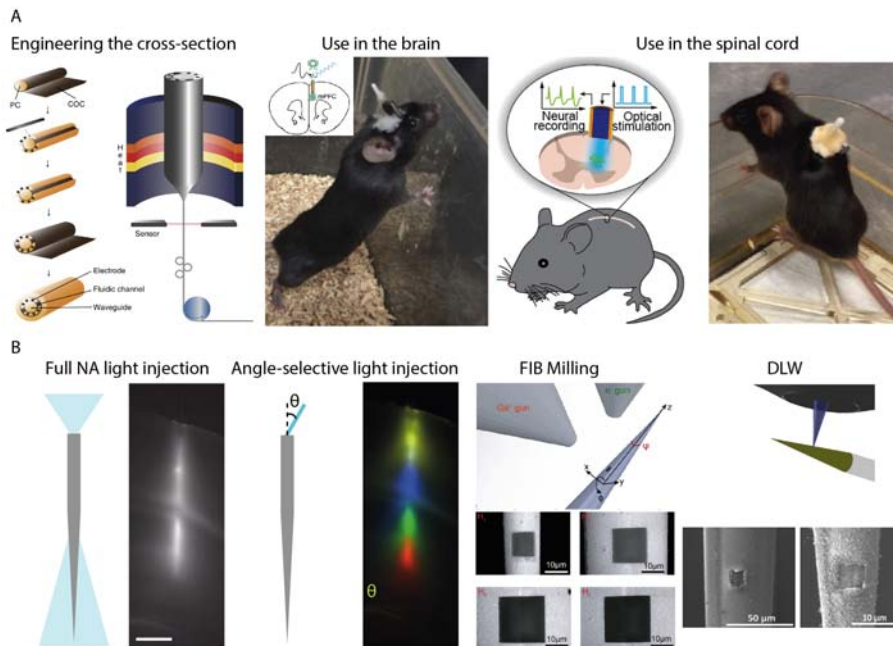 A
Engineering the cross-section
Use in the brain
Use in the spinal cord
PC
COC
Heat
Sensor
Electrode
Fluidic channel
Waveguide
mPFC
Neural recording
Optical stimulation
B
Full NA light injection
Angle-selective light injection
FIB Milling
DLW
θ
θ
Ga⁺ gun
e⁻ gun
z
φ
x
y
10µm
10µm
10µm
10µm
50 µm
10 µm